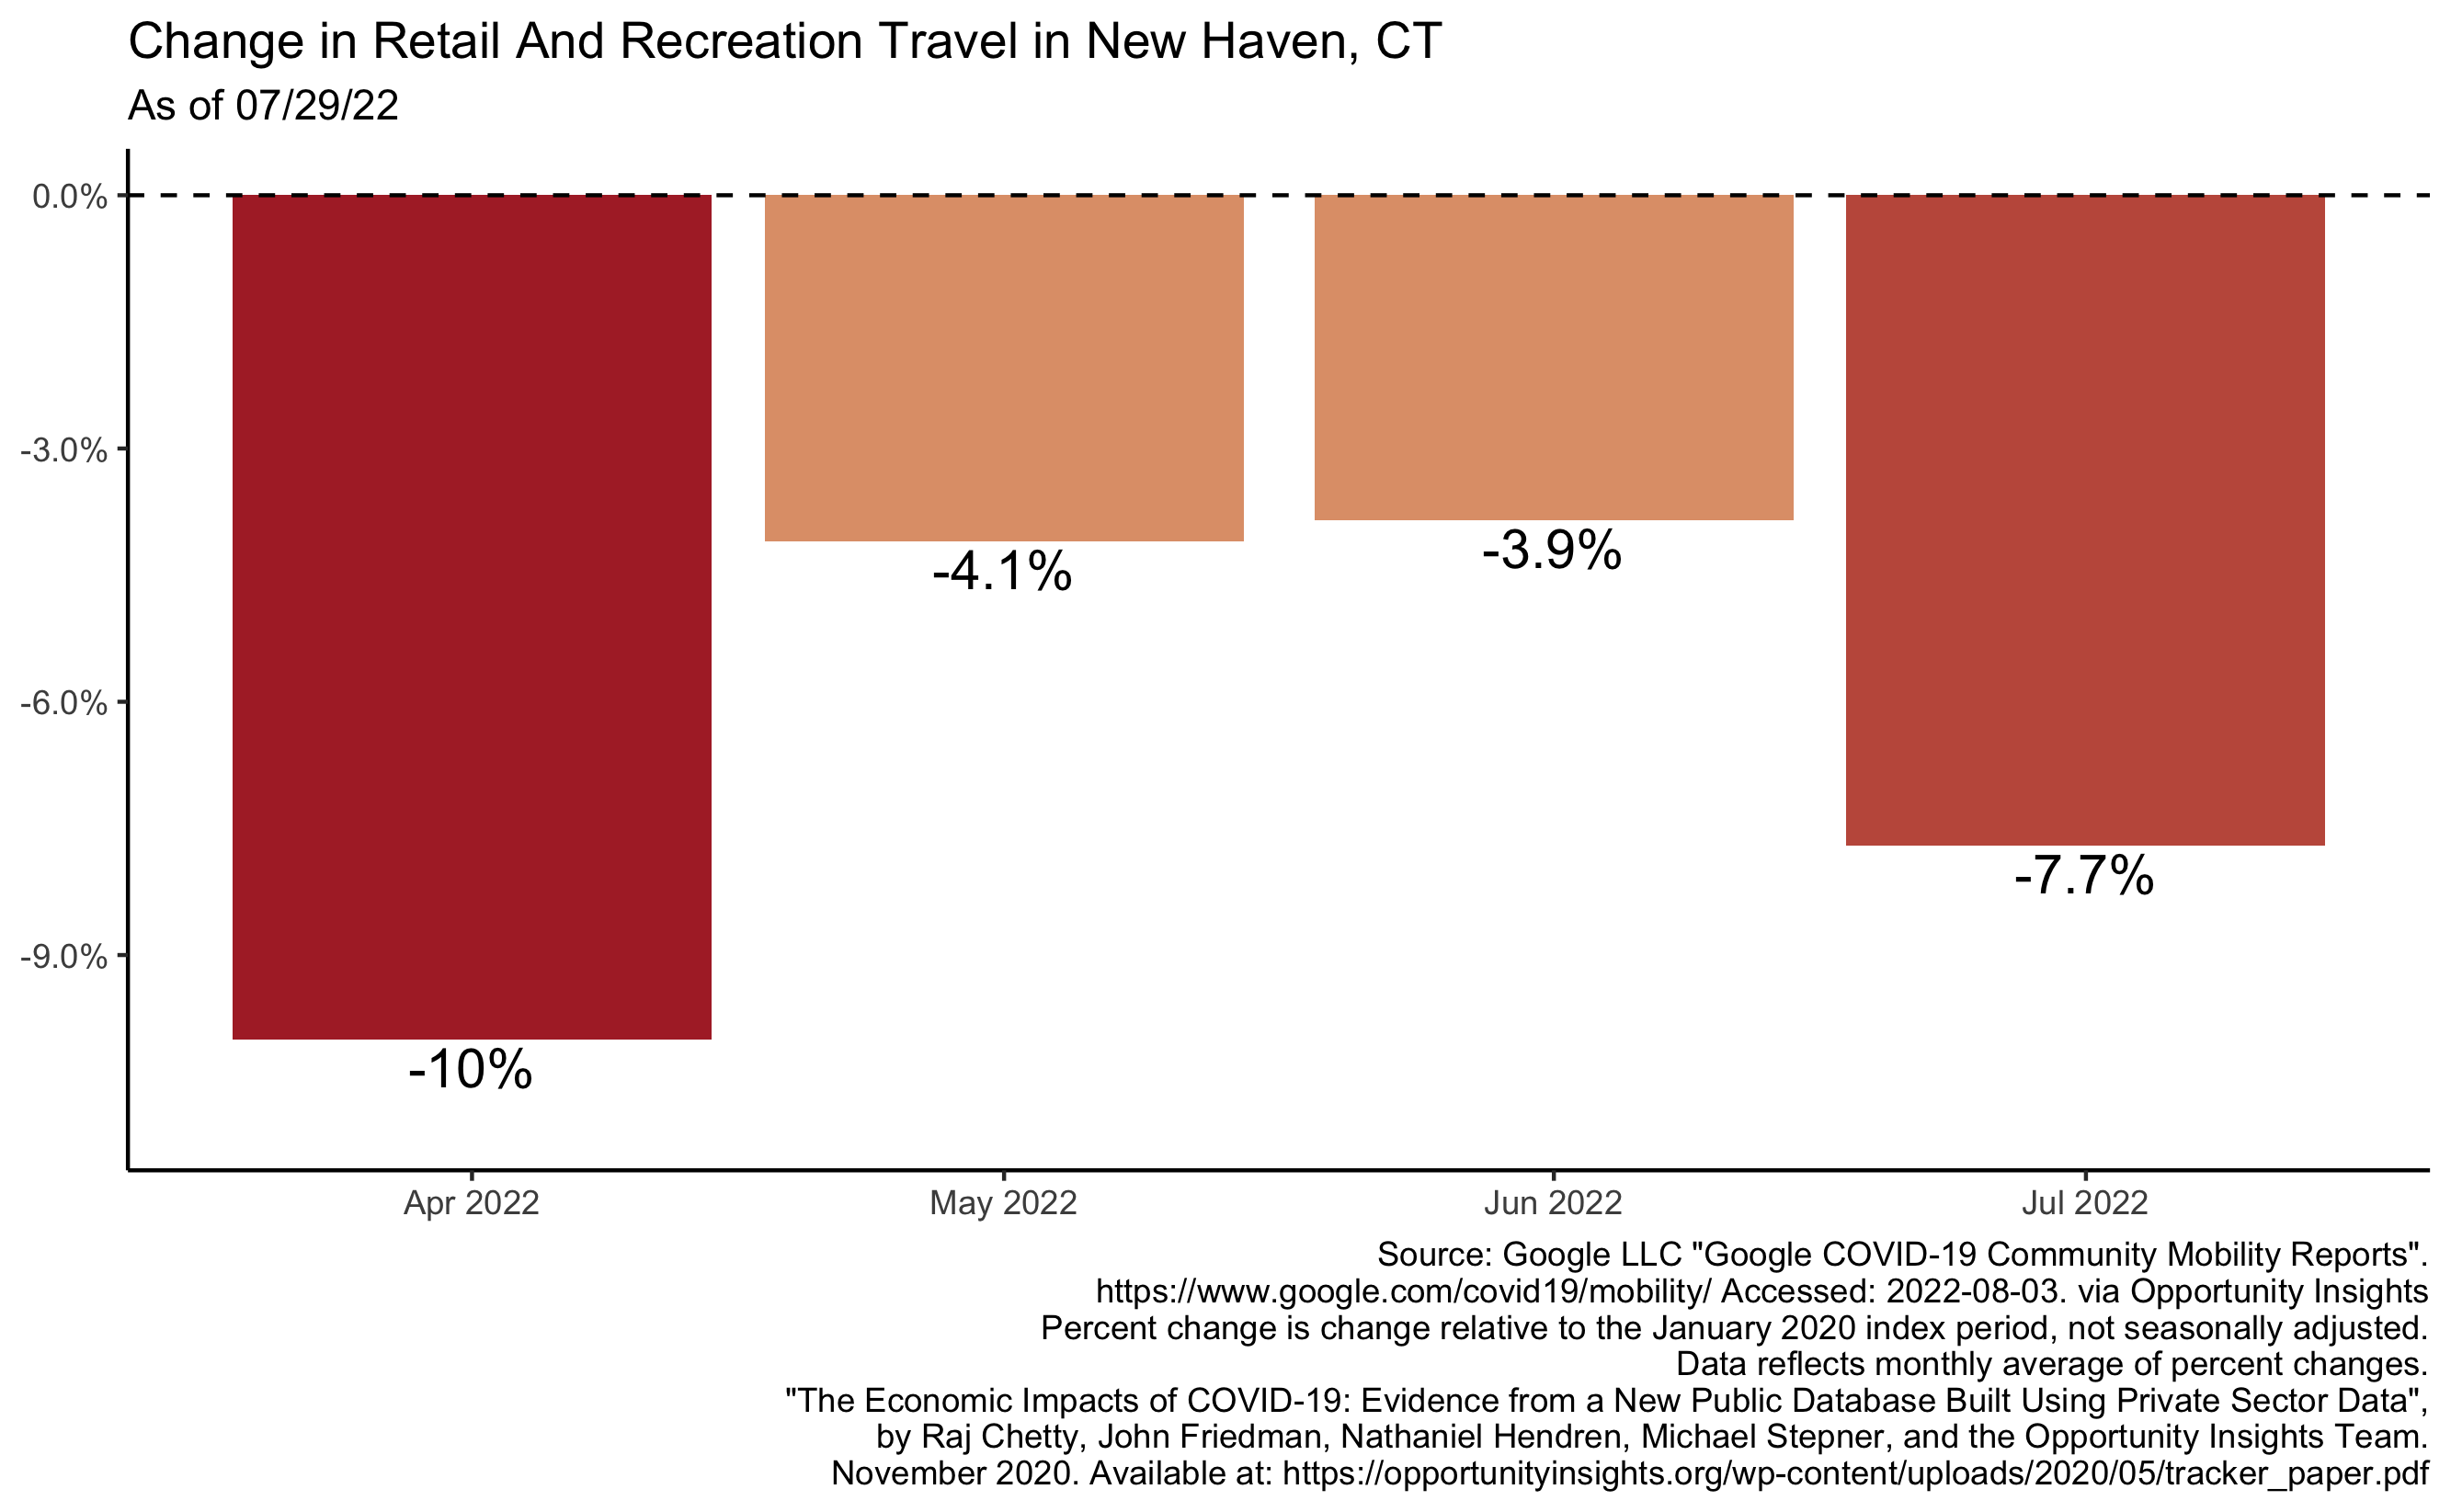 Change in Retail And Recreation Travel in New Haven, CT
As of 07/29/22
0.0%
-3.0%
-6.0%
-9.0%
-10%
-4.1%
-3.9%
-7.7%
Apr 2022
May 2022
Jun 2022
Jul 2022
Source: Google LLC "Google COVID-19 Community Mobility Reports".
https://www.google.com/covid19/mobility/ Accessed: 2022-08-03. via Opportunity Insights
Percent change is change relative to the January 2020 index period, not seasonally adjusted.
Data reflects monthly average of percent changes.
"The Economic Impacts of COVID-19: Evidence from a New Public Database Built Using Private Sector Data",
by Raj Chetty, John Friedman, Nathaniel Hendren, Michael Stepner, and the Opportunity Insights Team.
November 2020. Available at: https://opportunityinsights.org/wp-content/uploads/2020/05/tracker_paper.pdf